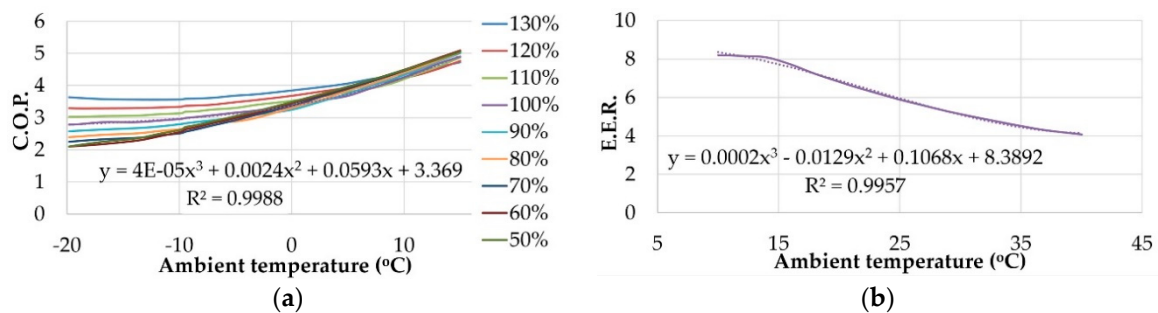 6
5
4
3
2
1
0
C.O.P.
y = 4E-05x³ + 0.0024x² + 0.0593x + 3.369
R² = 0.9988
-20 -10 0 10
Ambient temperature (°C)
130%
120%
110%
100%
90%
80%
70%
60%
50%
(a)
10
8
6
4
2
0
E.E.R.
y = 0.0002x³ - 0.0129x² + 0.1068x + 8.3892
R² = 0.9957
5 15 25 35 45
Ambient temperature (°C)
(b)